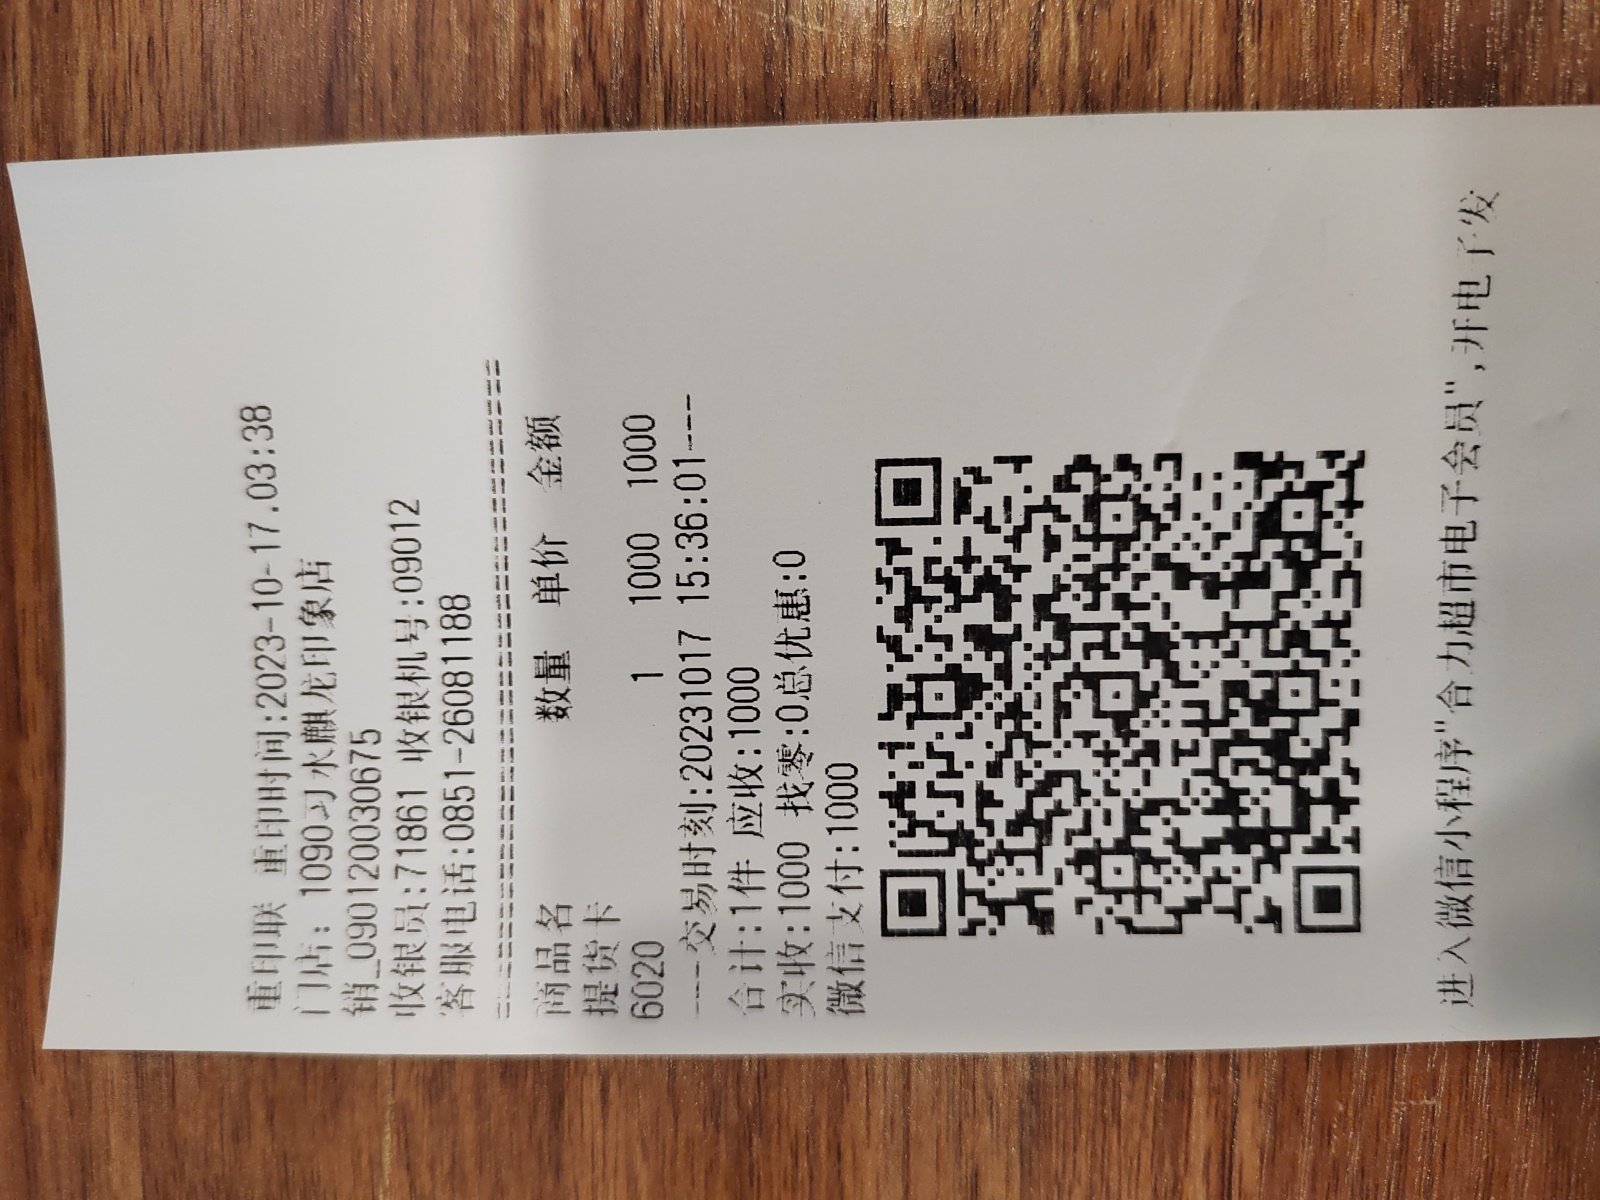 重印联 重印时间:2023-10-17.03:38
门店: 1090习水麒龙印象店
销_090120030675
收银员:71861 收银机号:09012
客服电话:0851-26081188
==============================
商品名 数量 单价 金额
提货卡
6020 1 1000 1000
---交易时刻:20231017 15:36:01---
合计:1件 应收:1000
实收:1000 找零:0总优惠:0
微信支付:1000
进入微信小程序"合力超市电子会员",开电子发